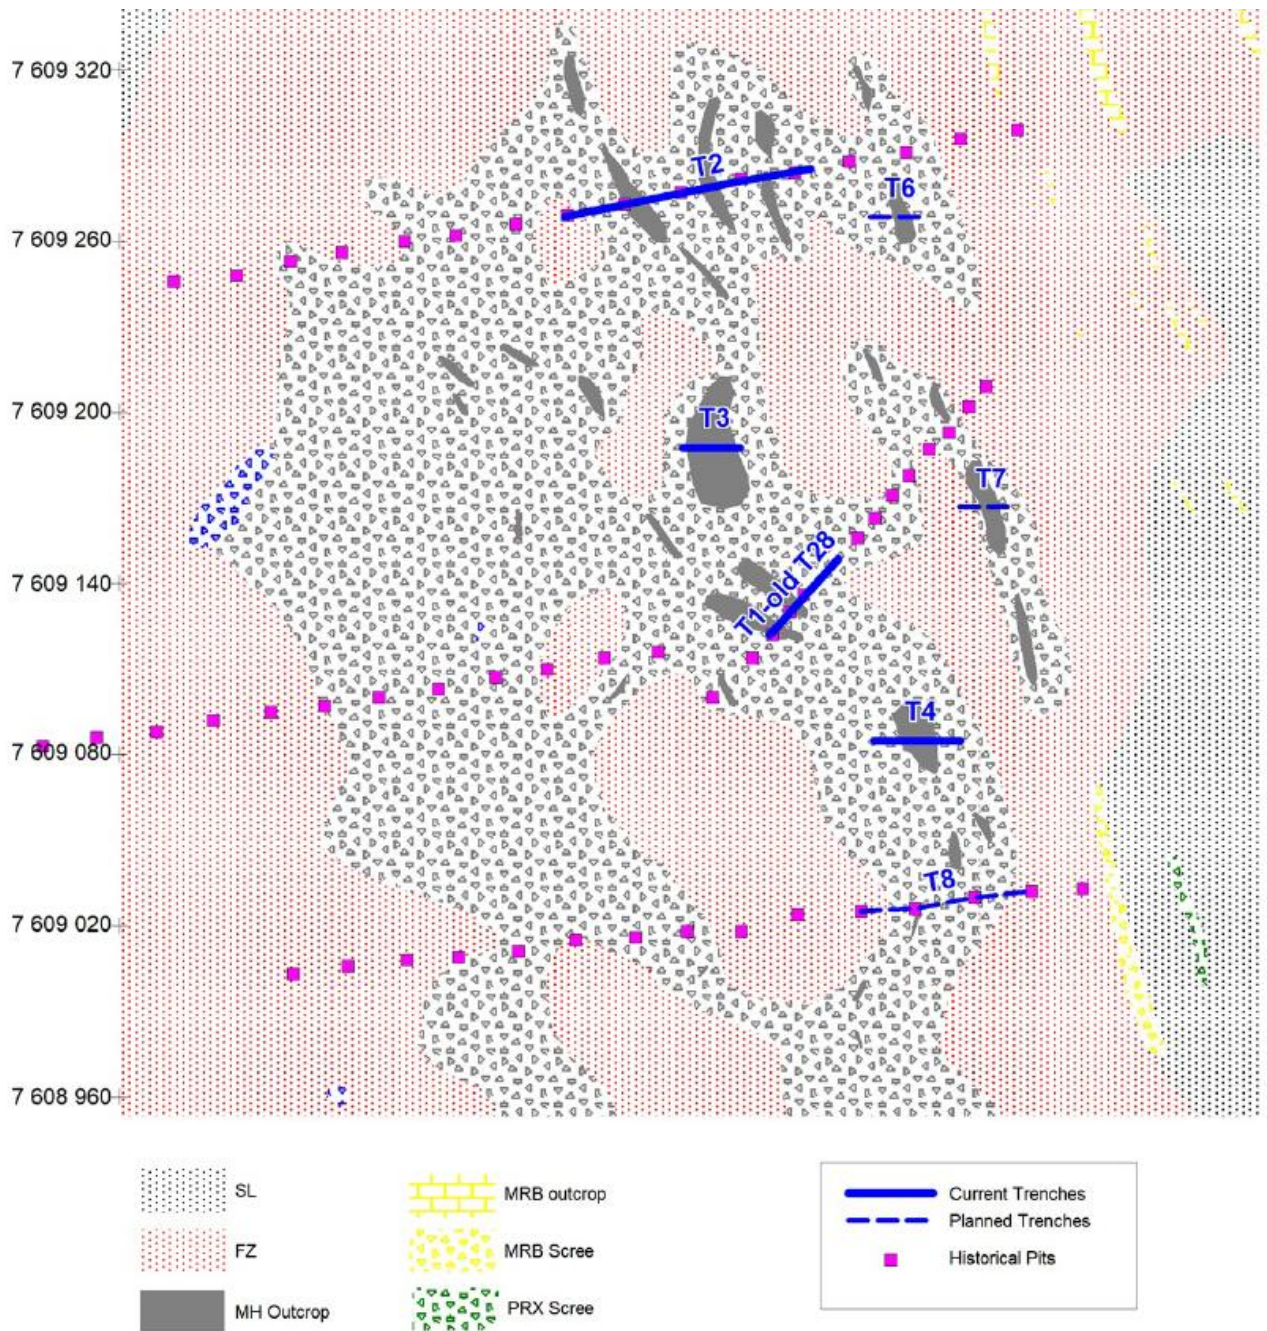 7 609 320
T2
T6
7 609 260
7 609 200
T3
T7
7 609 140
T1-old T28
T4
7 609 080
T8
7 609 020
7 608 960
SL
MRB outcrop
Current Trenches
Planned Trenches
FZ
MRB Scree
Historical Pits
MH Outcrop
PRX Scree